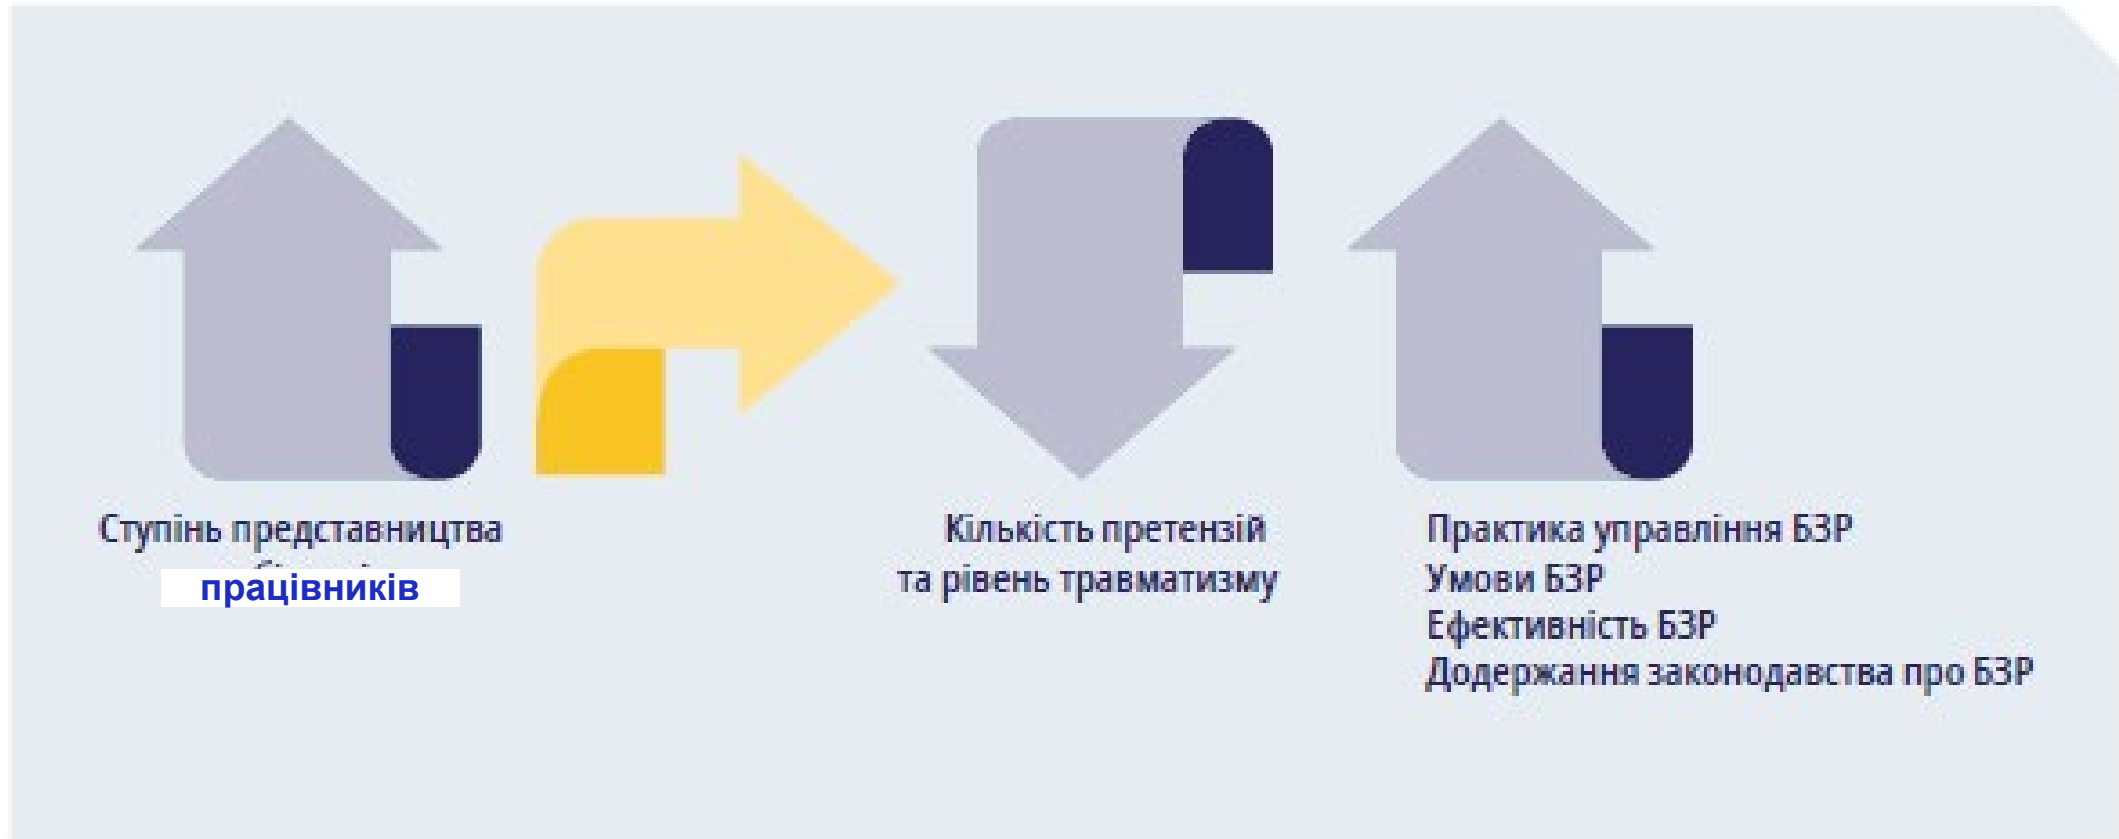 Ступінь представництва
працівників
Кількість претензій
та рівень травматизму
Практика управління БЗР
Умови БЗР
Ефективність БЗР
Додержання законодавства про БЗР